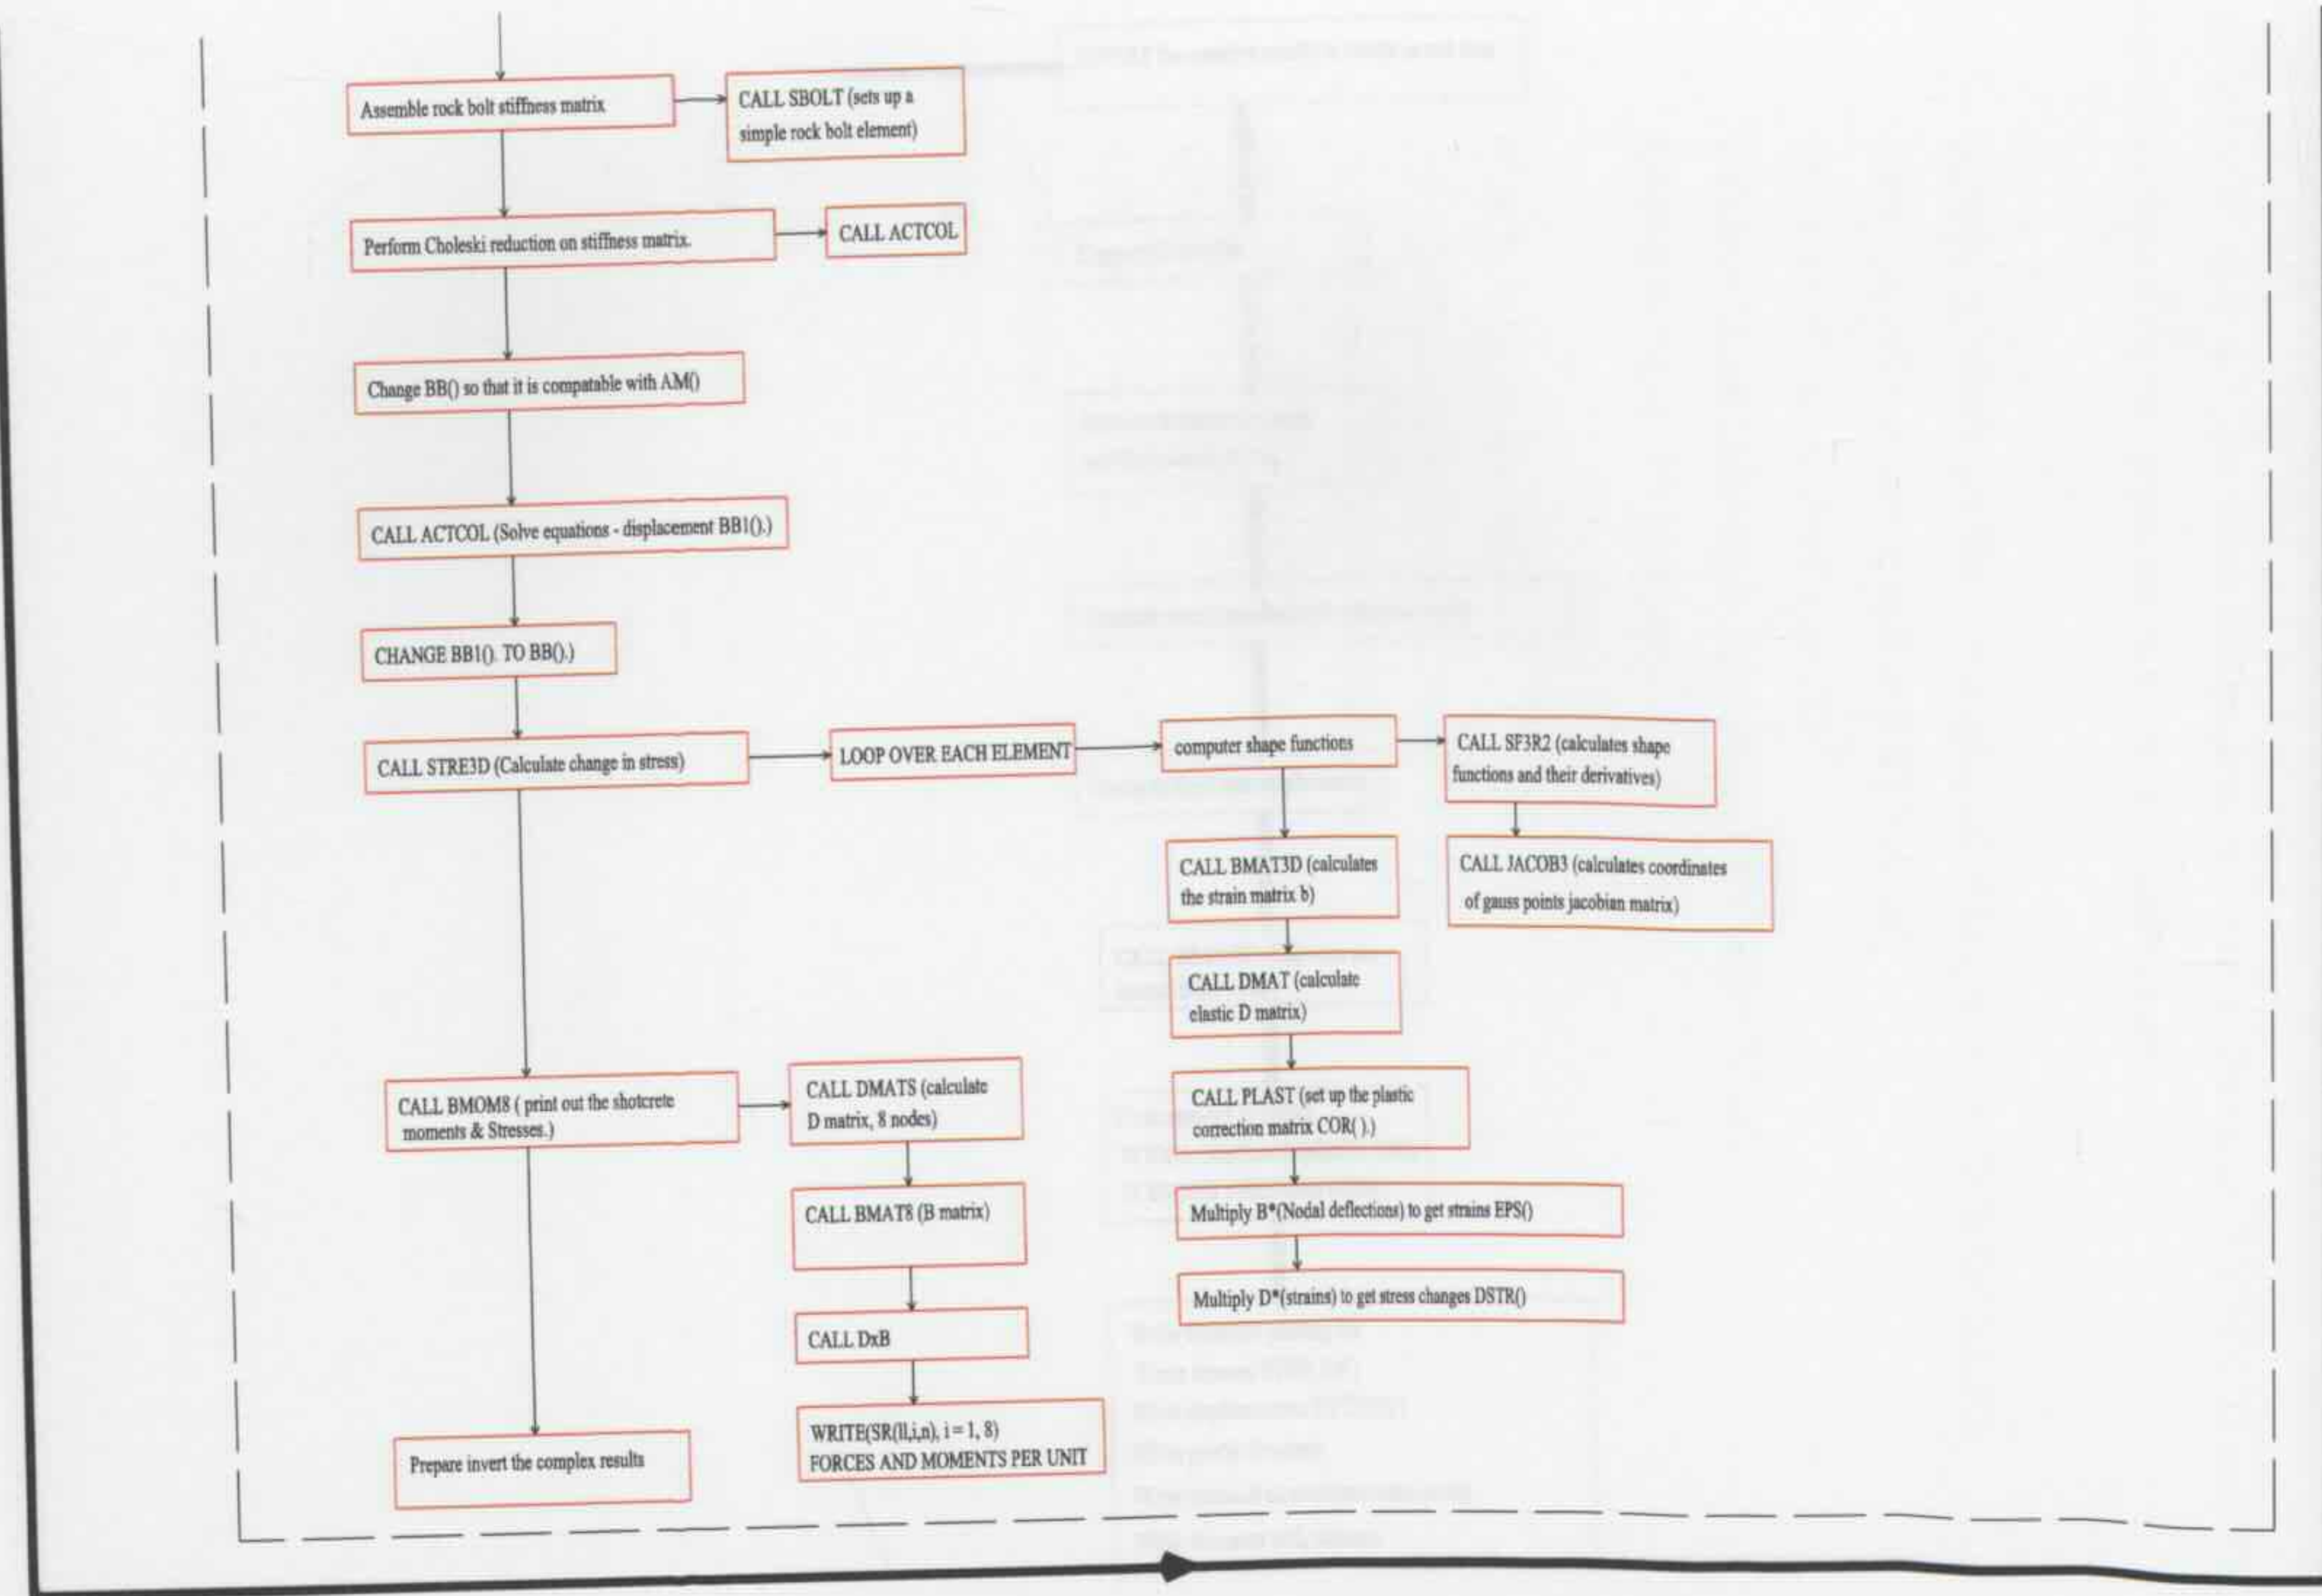 Assemble rock bolt stiffness matrix
CALL SBOLT (sets up a
simple rock bolt element)
Perform Choleski reduction on stiffness matrix.
CALL ACTCOL
Change BB() so that it is compatable with AM()
CALL ACTCOL (Solve equations - displacement BB1().)
CHANGE BB1(). TO BB().)
CALL STRE3D (Calculate change in stress)
LOOP OVER EACH ELEMENT
computer shape functions
CALL SF3R2 (calculates shape
functions and their derivatives)
CALL JACOB3 (calculates coordinates
of gauss points jacobian matrix)
CALL BMAT3D (calculates
the strain matrix b)
CALL DMAT (calculate
elastic D matrix)
CALL PLAST (set up the plastic
correction matrix COR( ).)
Multiply B*(Nodal deflections) to get strains EPS()
Multiply D*(strains) to get stress changes DSTR()
CALL BMOM8 ( print out the shotcrete
moments & Stresses.)
CALL DMATS (calculate
D matrix, 8 nodes)
CALL BMAT8 (B matrix)
CALL DxB
WRITE(SR(ll,i,n), i = 1, 8)
FORCES AND MOMENTS PER UNIT
Prepare invert the complex results